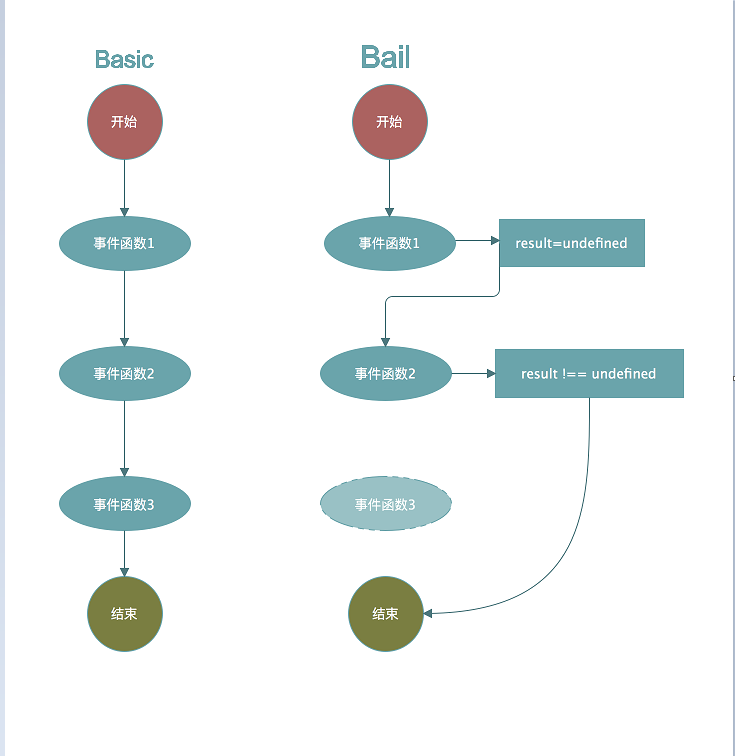 Basic
开始
事件函数1
事件函数2
事件函数3
结束
Bail
开始
事件函数1
result=undefined
事件函数2
result !== undefined
事件函数3
结束